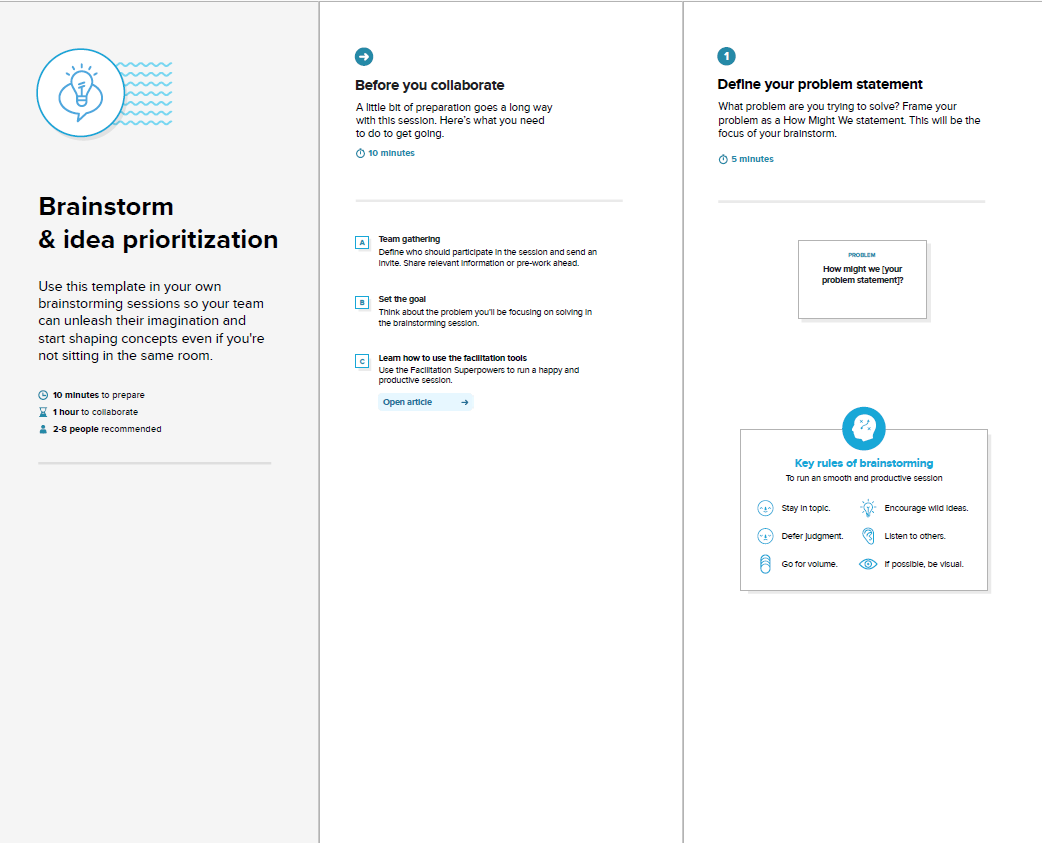 Brainstorm
& idea prioritization
Use this template in your own
brainstorming sessions so your team
can unleash their imagination and
start shaping concepts even if you're
not sitting in the same room.
10 minutes to prepare
1 hour to collaborate
2-8 people recommended
Before you collaborate
A little bit of preparation goes a long way
with this session. Here's what you need
to do to get going.
10 minutes
A
Team gathering
Define who should participate in the session and send an
invite. Share relevant information or pre-work ahead.
B
Set the goal
Think about the problem you'll be focusing on solving in
the brainstorming session.
C
Learn how to use the facilitation tools
Use the Facilitation Superpowers to run a happy and
productive session.
Open article
1
Define your problem statement
What problem are you trying to solve? Frame your
problem as a How Might We statement. This will be the
focus of your brainstorm.
5 minutes
PROBLEM
How might we [your
problem statement]?
Key rules of brainstorming
To run an smooth and productive session
Stay in topic.
Encourage wild ideas.
Defer judgment.
Listen to others.
Go for volume.
If possible, be visual.